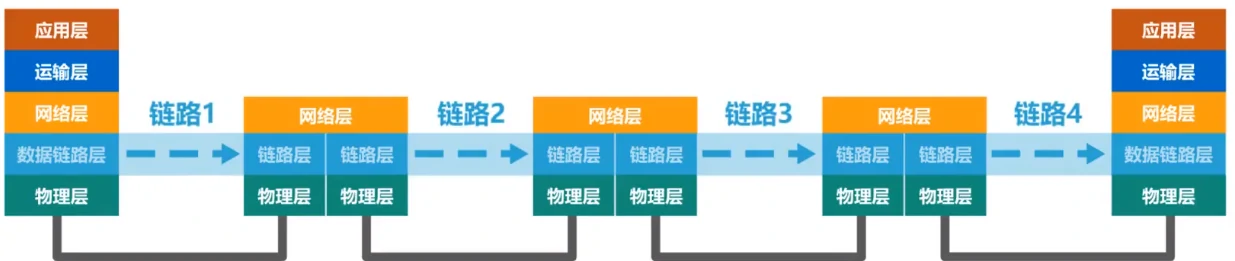 应用层
运输层
网络层
数据链路层
物理层
链路1
网络层
链路层 链路层
物理层 物理层
链路2
网络层
链路层 链路层
物理层 物理层
链路3
网络层
链路层 链路层
物理层 物理层
链路4
应用层
运输层
网络层
数据链路层
物理层